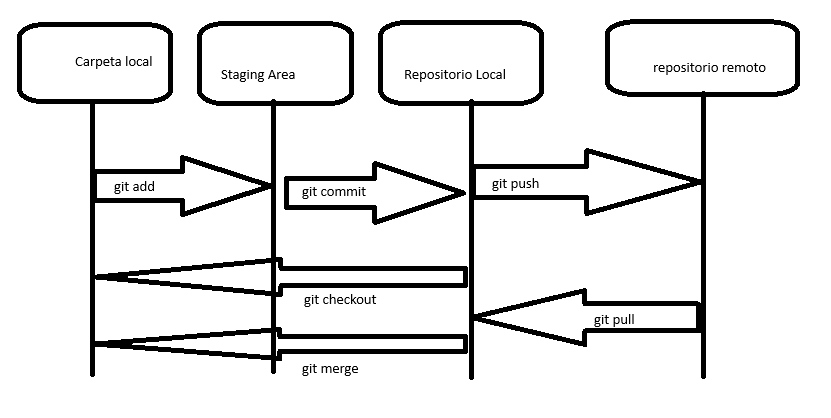 Carpeta local
Staging Area
Repositorio Local
repositorio remoto
git add
git commit
git push
git checkout
git pull
git merge